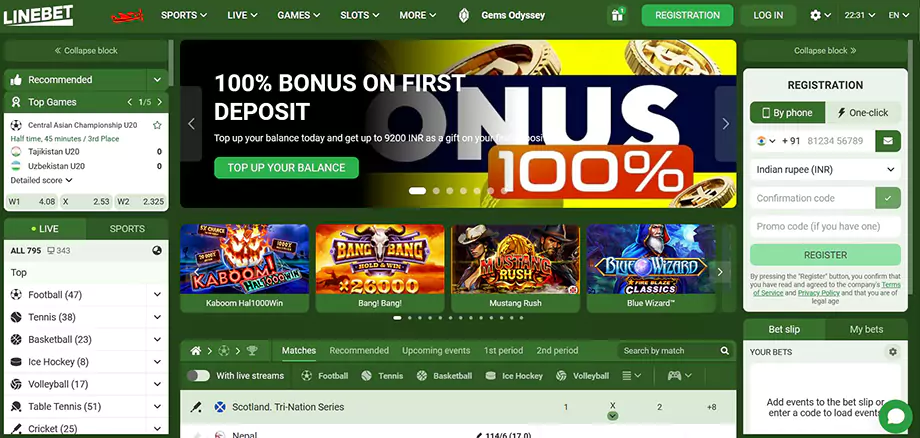 LINEBET
SPORTS
LIVE
GAMES
SLOTS
MORE
Gems Odyssey
1
REGISTRATION
LOG IN
22:31
EN
Collapse block
Recommended
Top Games
1/5
Central Asian Championship U20
Half time, 45 minutes / 3rd Place
Tajikistan U20 0
Uzbekistan U20 0
Detailed score
W1 4.08 X 2.53 W2 2.325
LIVE
SPORTS
ALL 795 343
Top
Football (47)
Tennis (38)
Basketball (23)
Ice Hockey (8)
Volleyball (17)
Table Tennis (51)
Cricket (25)
100% BONUS ON FIRST
DEPOSIT
Top up your balance today and get up to 9200 INR as a gift on your first deposit
TOP UP YOUR BALANCE
ONUS
100%
KABOOM!
HAL1000WIN
Kaboom Hal1000Win
BANG BANG
HOLD & WIN
x26000
Bang! Bang!
MUSTANG
RUSH
Mustang Rush
BLUE WIZARD
FIRE BLAZE
CLASSICS
Blue Wizard™
Matches
Recommended
Upcoming events
1st period
2nd period
Search by match
With live streams
Football
Tennis
Basketball
Ice Hockey
Volleyball
Scotland. Tri-Nation Series
1 X 2 +8
Nepal
114/6 (17.0)
Collapse block
REGISTRATION
By phone
One-click
+ 91 81234 56789
Indian rupee (INR)
Confirmation code
Promo code (if you have one)
REGISTER
By pressing the "Register" button, you confirm that
you have read and agreed to the company's Terms
of Service and Privacy Policy and that you are of
legal age
Bet slip
My bets
YOUR BETS
Add events to the bet slip or
enter a code to load events